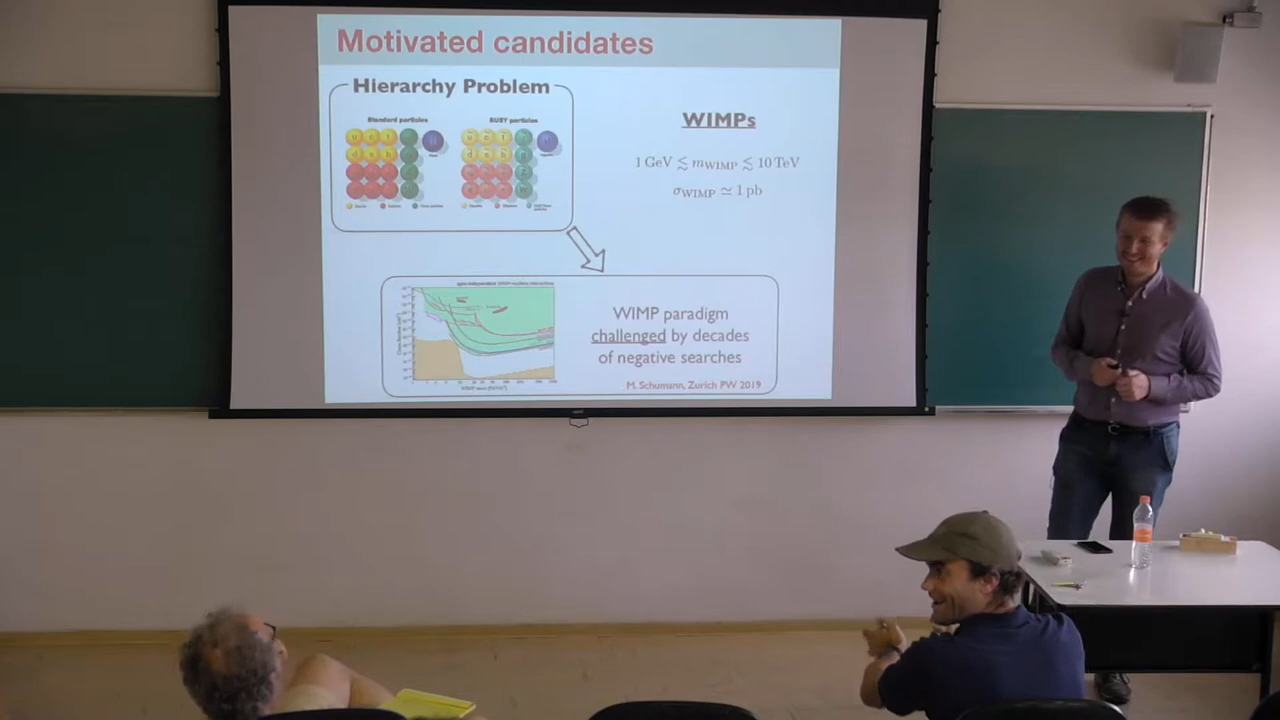 Motivated candidates
Hierarchy Problem
Standard particles
SUSY particles
WIMPs
1 GeV ≲ m_WIMP ≲ 10 TeV
σ_WIMP ≃ 1 pb
WIMP paradigm
challenged by decades
of negative searches
M. Schumann, Zurich PW 2019